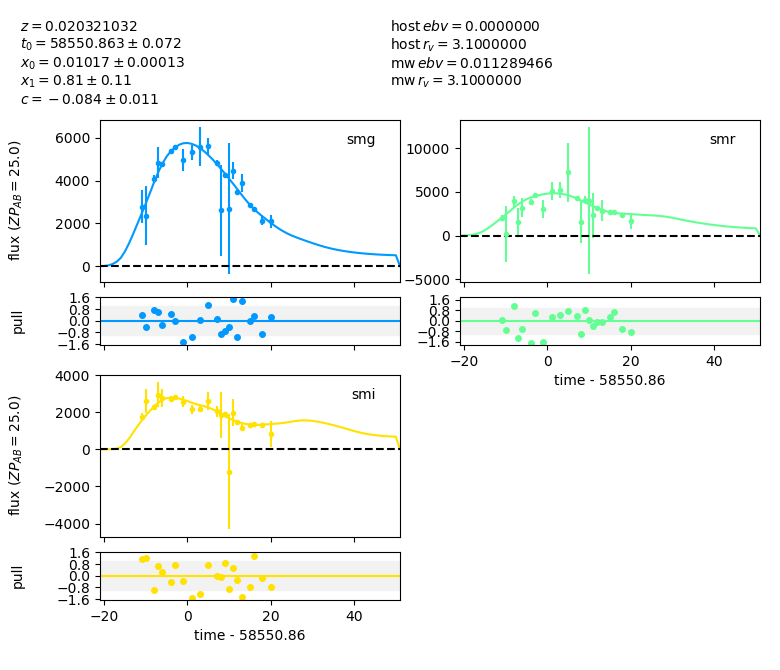 z = 0.020321032
t₀ = 58550.863 ± 0.072
x₀ = 0.01017 ± 0.00013
x₁ = 0.81 ± 0.11
c = −0.084 ± 0.011
host ebv = 0.0000000
host r_v = 3.1000000
mw ebv = 0.011289466
mw r_v = 3.1000000
smg
flux (ZP_AB = 25.0)
6000
4000
2000
0
pull
1.6
0.8
0.0
−0.8
−1.6
smr
10000
5000
0
−5000
1.6
0.8
0.0
−0.8
−1.6
−20
0
20
40
time - 58550.86
smi
flux (ZP_AB = 25.0)
4000
2000
0
−2000
−4000
pull
1.6
0.8
0.0
−0.8
−1.6
−20
0
20
40
time - 58550.86